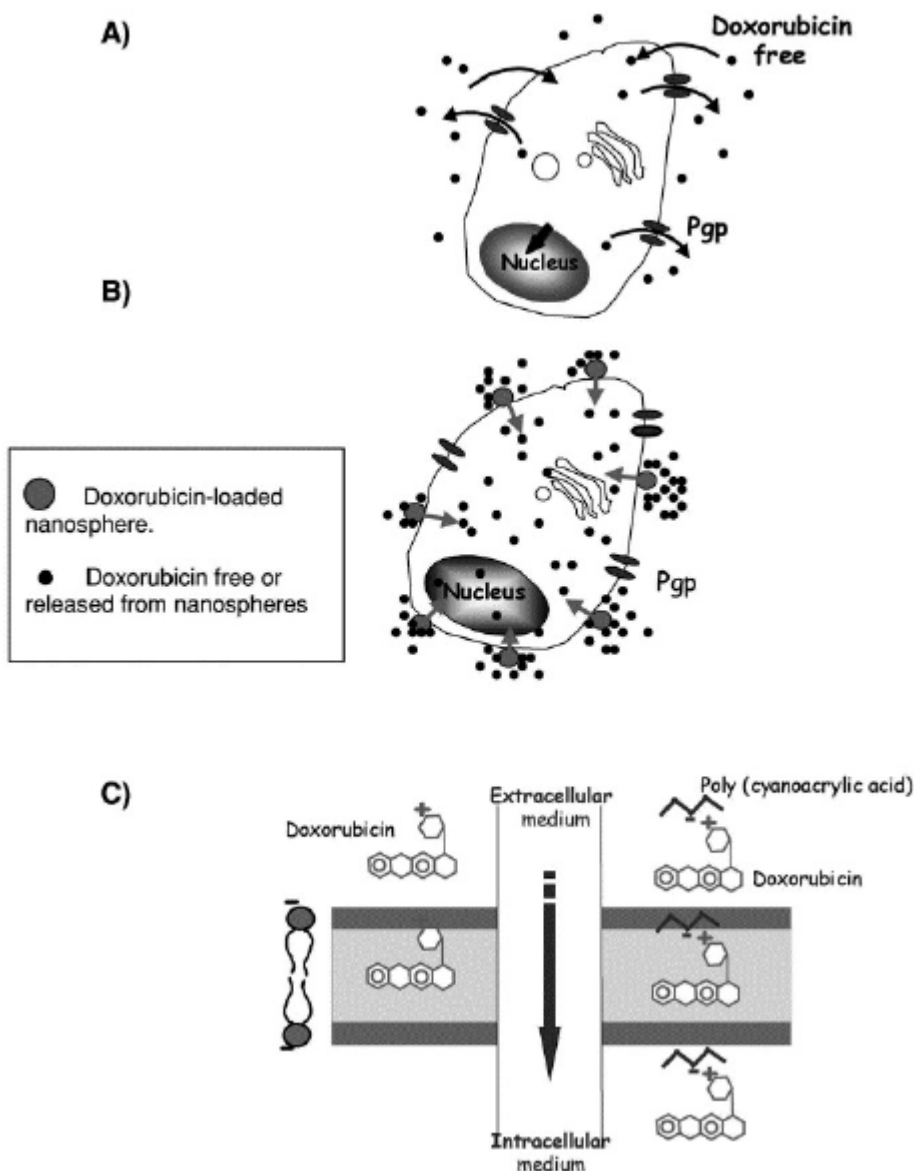 A)
Doxorubicin
free
Pgp
Nucleus
B)
Doxorubicin-loaded
nanosphere.
Doxorubicin free or
released from nanospheres
Nucleus
Pgp
C)
Extracellular
medium
Poly (cyanoacrylic acid)
Doxorubicin
Doxorubicin
Intracellular
medium